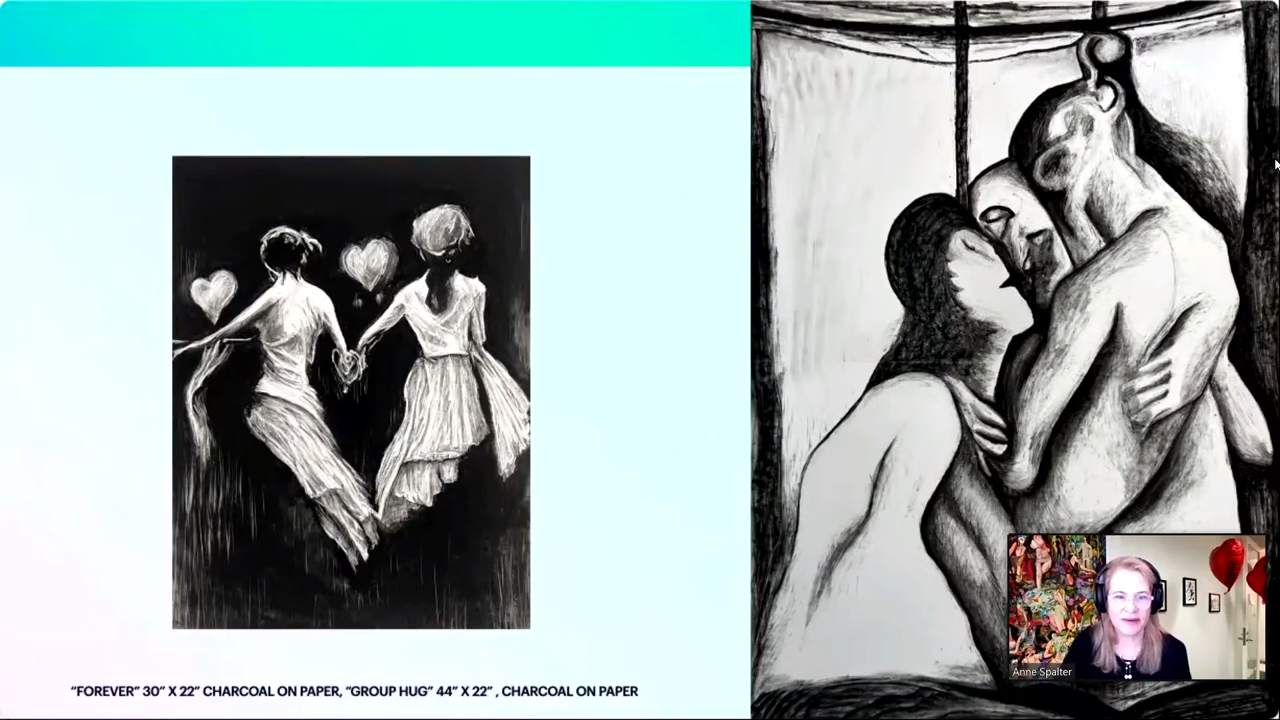 "FOREVER" 30" X 22" CHARCOAL ON PAPER, "GROUP HUG" 44" X 22" , CHARCOAL ON PAPER
Anne Spalter